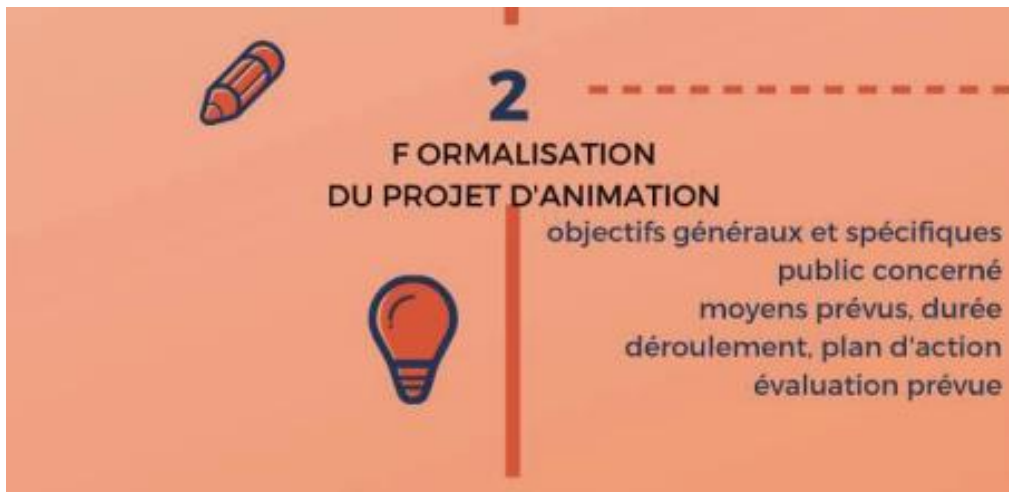 2
F ORMALISATION
DU PROJET D'ANIMATION
objectifs généraux et spécifiques
public concerné
moyens prévus, durée
déroulement, plan d'action
évaluation prévue